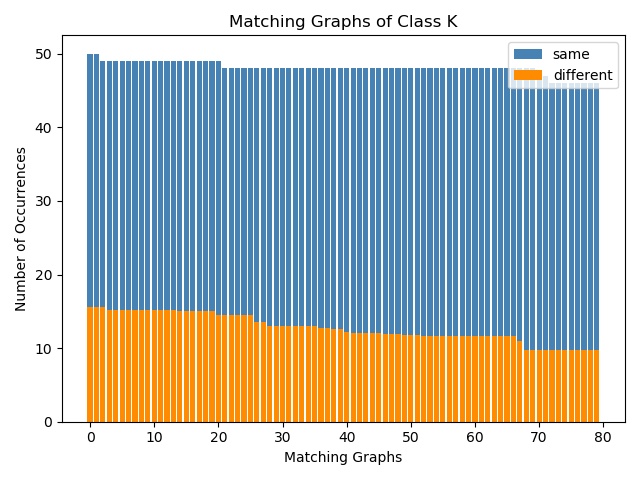 Matching Graphs of Class K
same
different
Number of Occurrences
50
40
30
20
10
0
0 10 20 30 40 50 60 70 80
Matching Graphs